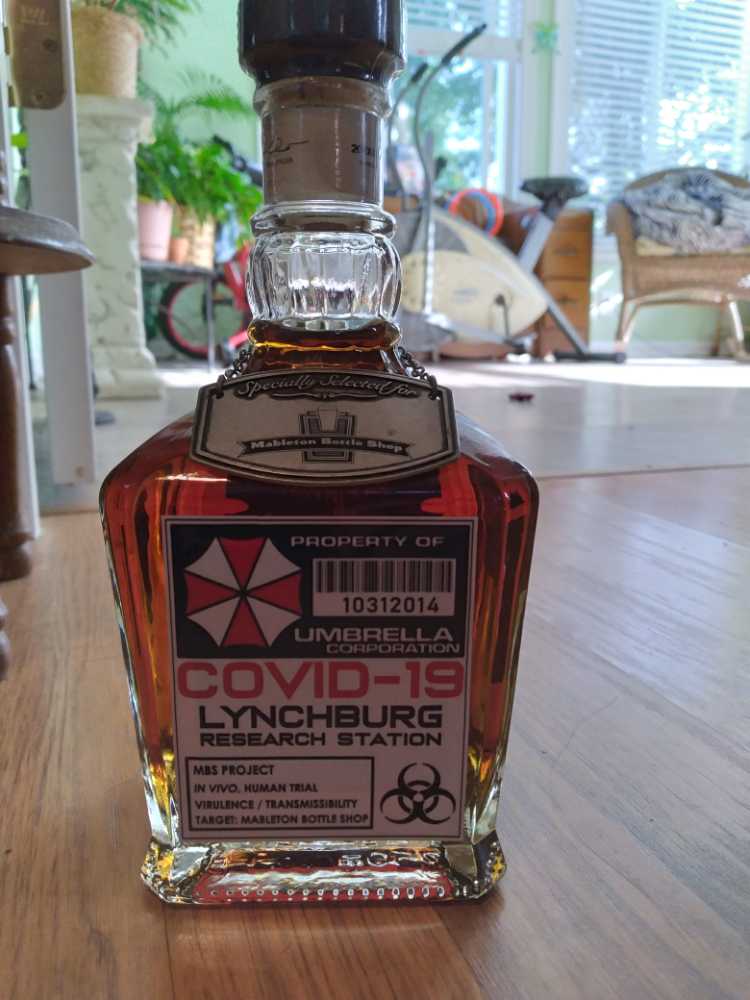 Specially Selected for
Mableton Bottle Shop
PROPERTY OF
10312014
UMBRELLA
CORPORATION
COVID-19
LYNCHBURG
RESEARCH STATION
MBS PROJECT
IN VIVO, HUMAN TRIAL
VIRULENCE / TRANSMISSIBILITY
TARGET: MABLETON BOTTLE SHOP